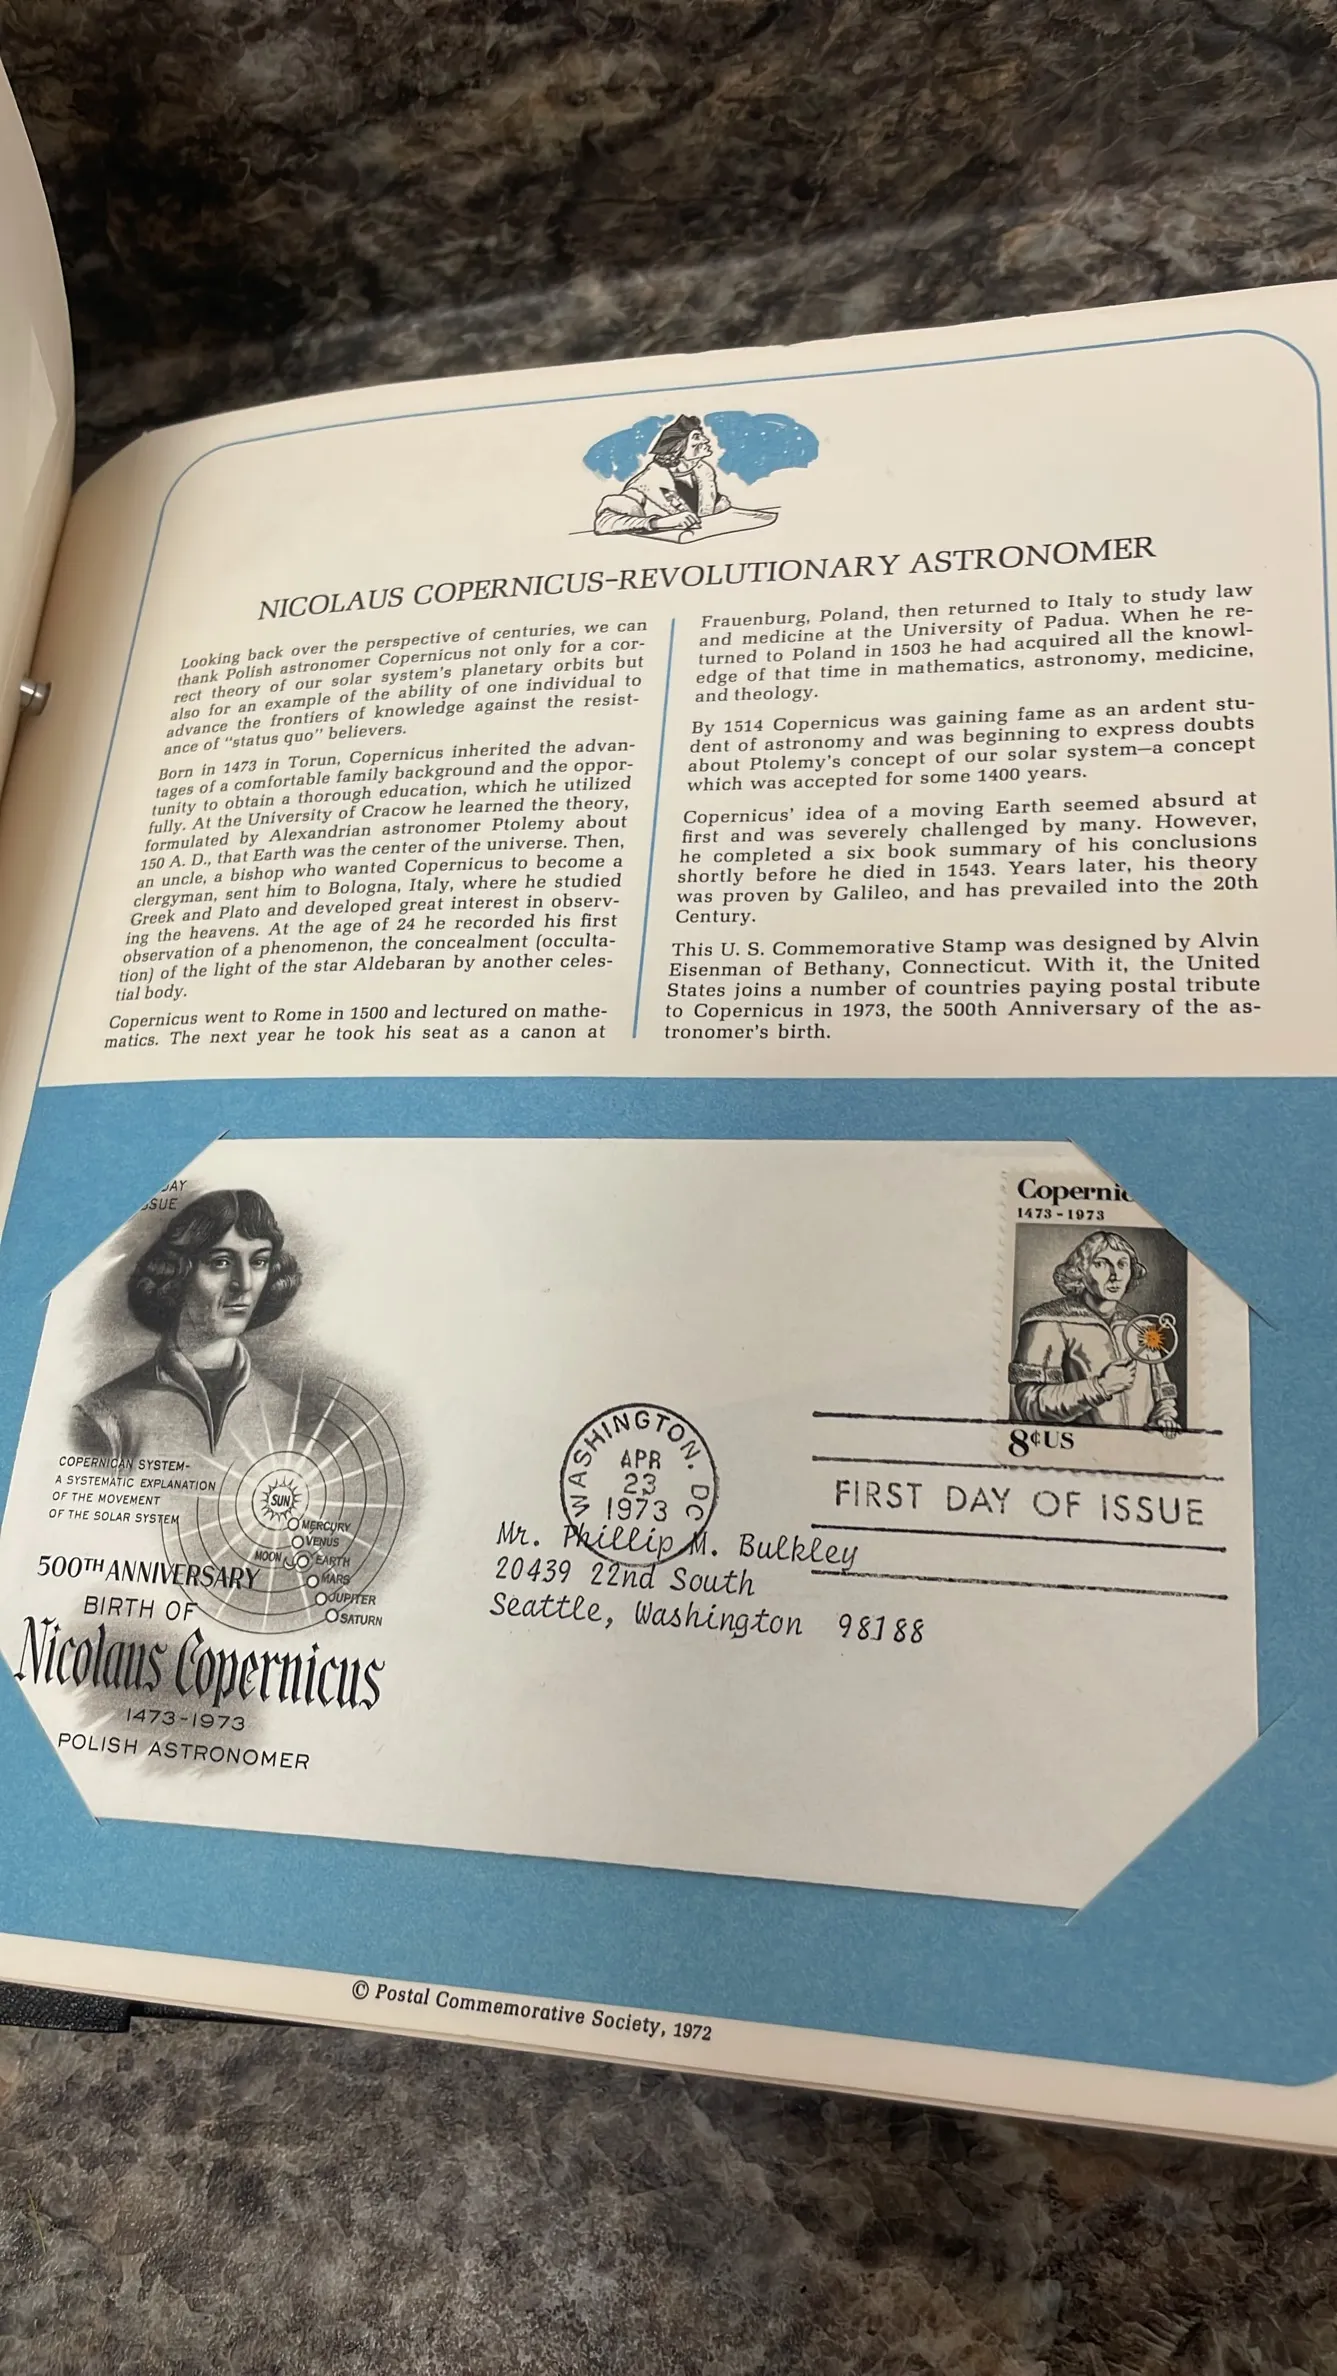 NICOLAUS COPERNICUS-REVOLUTIONARY ASTRONOMER
Looking back over the perspective of centuries, we can
thank Polish astronomer Copernicus not only for a cor-
rect theory of our solar system's planetary orbits but
also for an example of the ability of one individual to
advance the frontiers of knowledge against the resist-
ance of "status quo" believers.
Born in 1473 in Torun, Copernicus inherited the advan-
tages of a comfortable family background and the oppor-
tunity to obtain a thorough education, which he utilized
fully. At the University of Cracow he learned the theory,
formulated by Alexandrian astronomer Ptolemy about
150 A. D., that Earth was the center of the universe. Then,
an uncle, a bishop who wanted Copernicus to become a
clergyman, sent him to Bologna, Italy, where he studied
Greek and Plato and developed great interest in observ-
ing the heavens. At the age of 24 he recorded his first
observation of a phenomenon, the concealment (occulta-
tion) of the light of the star Aldebaran by another celes-
tial body.
Copernicus went to Rome in 1500 and lectured on mathe-
matics. The next year he took his seat as a canon at
Frauenburg, Poland, then returned to Italy to study law
and medicine at the University of Padua. When he re-
turned to Poland in 1503 he had acquired all the knowl-
edge of that time in mathematics, astronomy, medicine,
and theology.
By 1514 Copernicus was gaining fame as an ardent stu-
dent of astronomy and was beginning to express doubts
about Ptolemy's concept of our solar system—a concept
which was accepted for some 1400 years.
Copernicus' idea of a moving Earth seemed absurd at
first and was severely challenged by many. However,
he completed a six book summary of his conclusions
shortly before he died in 1543. Years later, his theory
was proven by Galileo, and has prevailed into the 20th
Century.
This U. S. Commemorative Stamp was designed by Alvin
Eisenman of Bethany, Connecticut. With it, the United
States joins a number of countries paying postal tribute
to Copernicus in 1973, the 500th Anniversary of the as-
tronomer's birth.
COPERNICAN SYSTEM-
A SYSTEMATIC EXPLANATION
OF THE MOVEMENT
OF THE SOLAR SYSTEM
SUN
MERCURY
VENUS
MOON EARTH
MARS
JUPITER
SATURN
500TH ANNIVERSARY
BIRTH OF
Nicolaus Copernicus
1473-1973
POLISH ASTRONOMER
1473-1973
8¢ US
WASHINGTON. DC
APR
23
1973
FIRST DAY OF ISSUE
Mr. Phillip M. Bulkley
20439 22nd South
Seattle, Washington 98188
© Postal Commemorative Society, 1972